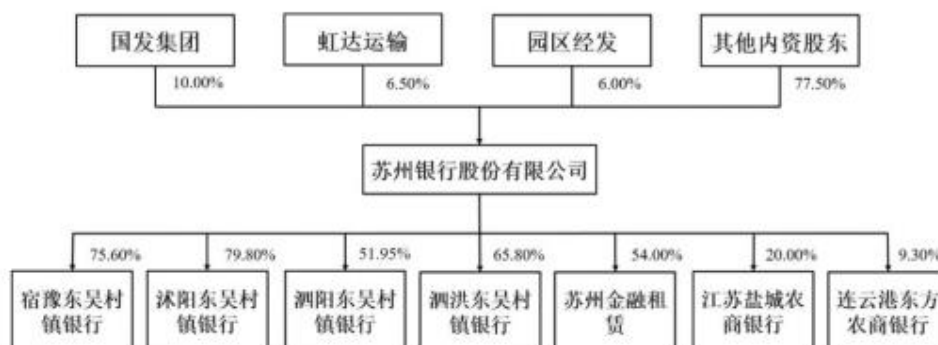 国发集团
虹达运输
园区经发
其他内资股东
10.00%
6.50%
6.00%
77.50%
苏州银行股份有限公司
75.60%
79.80%
51.95%
65.80%
54.00%
20.00%
9.30%
宿豫东吴村
镇银行
沭阳东吴村
镇银行
泗阳东吴村
镇银行
泗洪东吴村
镇银行
苏州金融租
赁
江苏盐城农
商银行
连云港东方
农商银行